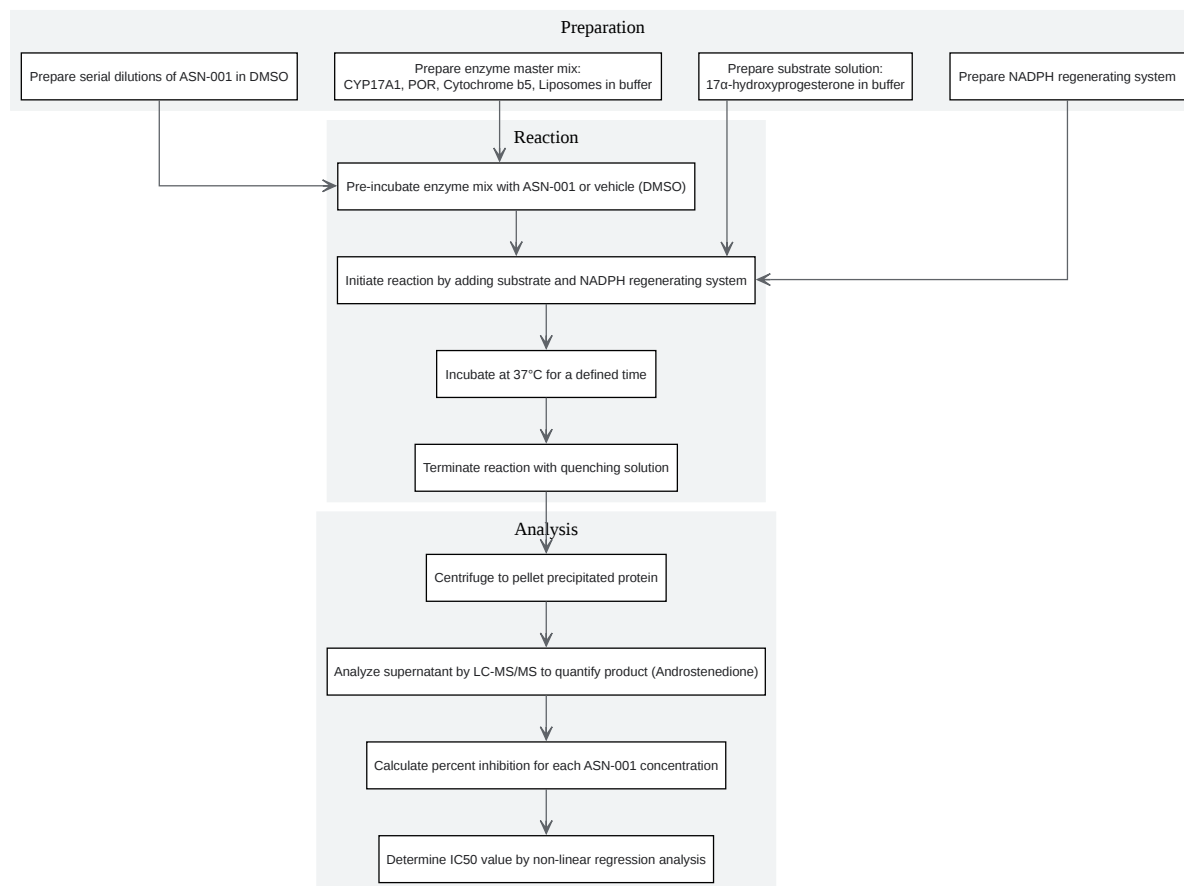 Preparation
Prepare serial dilutions of ASN-001 in DMSO
Prepare enzyme master mix:
CYP17A1, POR, Cytochrome b5, Liposomes in buffer
Prepare substrate solution:
17α-hydroxyprogesterone in buffer
Prepare NADPH regenerating system
Reaction
Pre-incubate enzyme mix with ASN-001 or vehicle (DMSO)
Initiate reaction by adding substrate and NADPH regenerating system
Incubate at 37°C for a defined time
Terminate reaction with quenching solution
Analysis
Centrifuge to pellet precipitated protein
Analyze supernatant by LC-MS/MS to quantify product (Androstenedione)
Calculate percent inhibition for each ASN-001 concentration
Determine IC50 value by non-linear regression analysis